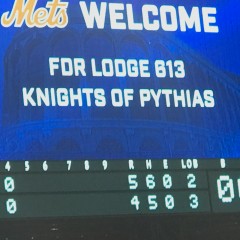 Mets WELCOME
FOR LODGE 613
KNIGHTS OF PYTHIAS
4 5 6 7 8 9 R H E LOB B
0 5 6 0 2 0
0 4 5 0 3